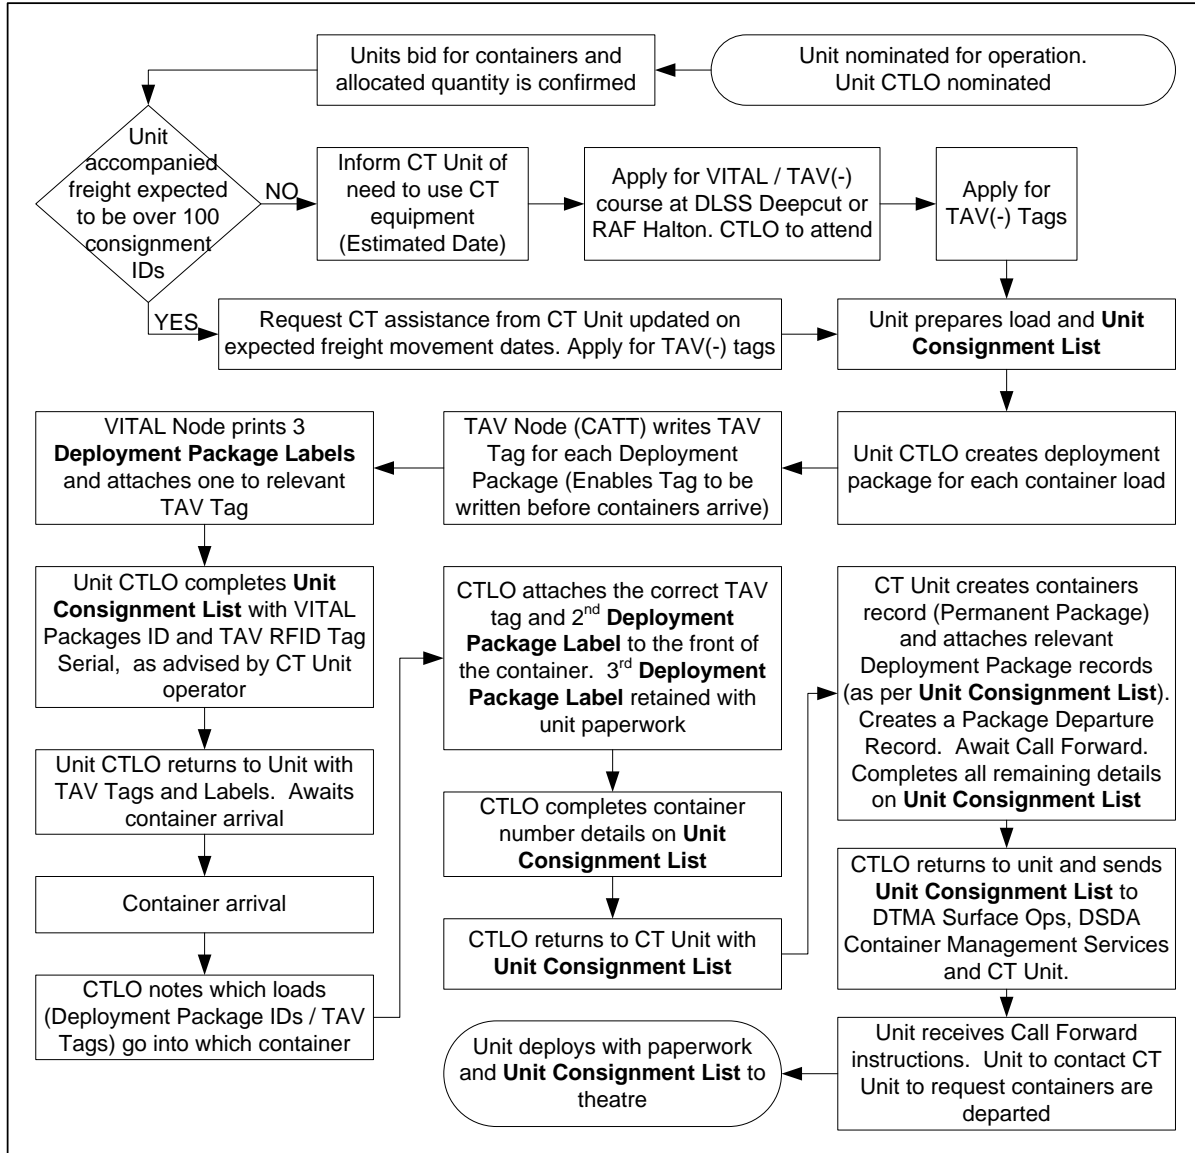 Unit nominated for operation.
Unit CTLO nominated
Units bid for containers and
allocated quantity is confirmed
Unit
accompanied
freight expected
to be over 100
consignment
IDs
NO
Inform CT Unit of
need to use CT
equipment
(Estimated Date)
Apply for VITAL / TAV(-)
course at DLSS Deepcut or
RAF Halton. CTLO to attend
Apply for
TAV(-) Tags
YES
Request CT assistance from CT Unit updated on
expected freight movement dates. Apply for TAV(-) tags
Unit prepares load and Unit
Consignment List
Unit CTLO creates deployment
package for each container load
TAV Node (CATT) writes TAV
Tag for each Deployment
Package (Enables Tag to be
written before containers arrive)
VITAL Node prints 3
Deployment Package Labels
and attaches one to relevant
TAV Tag
Unit CTLO completes Unit
Consignment List with VITAL
Packages ID and TAV RFID Tag
Serial, as advised by CT Unit
operator
Unit CTLO returns to Unit with
TAV Tags and Labels. Awaits
container arrival
Container arrival
CTLO notes which loads
(Deployment Package IDs / TAV
Tags) go into which container
CTLO attaches the correct TAV
tag and 2nd Deployment
Package Label to the front of
the container. 3rd Deployment
Package Label retained with
unit paperwork
CTLO completes container
number details on Unit
Consignment List
CTLO returns to CT Unit with
Unit Consignment List
CT Unit creates containers
record (Permanent Package)
and attaches relevant
Deployment Package records
(as per Unit Consignment List).
Creates a Package Departure
Record. Await Call Forward.
Completes all remaining details
on Unit Consignment List
CTLO returns to unit and sends
Unit Consignment List to
DTMA Surface Ops, DSDA
Container Management Services
and CT Unit.
Unit receives Call Forward
instructions. Unit to contact CT
Unit to request containers are
departed
Unit deploys with paperwork
and Unit Consignment List to
theatre